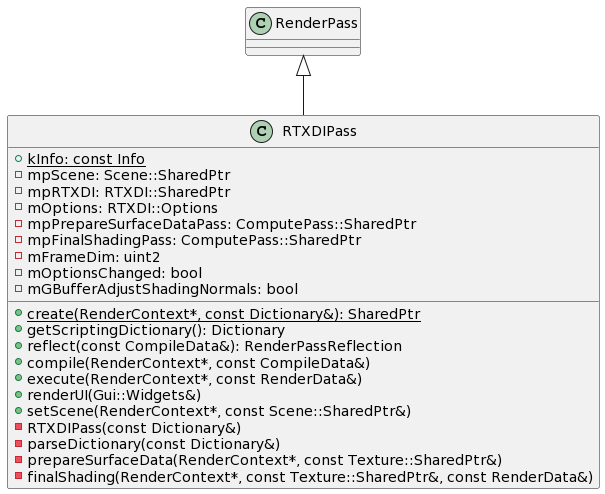 C RenderPass
C RTXDIPass
kInfo: const Info
mpScene: Scene::SharedPtr
mpRTXDI: RTXDI::SharedPtr
mOptions: RTXDI::Options
mpPrepareSurfaceDataPass: ComputePass::SharedPtr
mpFinalShadingPass: ComputePass::SharedPtr
mFrameDim: uint2
mOptionsChanged: bool
mGBufferAdjustShadingNormals: bool
create(RenderContext*, const Dictionary&): SharedPtr
getScriptingDictionary(): Dictionary
reflect(const CompileData&): RenderPassReflection
compile(RenderContext*, const CompileData&)
execute(RenderContext*, const RenderData&)
renderUI(Gui::Widgets&)
setScene(RenderContext*, const Scene::SharedPtr&)
RTXDIPass(const Dictionary&)
parseDictionary(const Dictionary&)
prepareSurfaceData(RenderContext*, const Texture::SharedPtr&)
finalShading(RenderContext*, const Texture::SharedPtr&, const RenderData&)